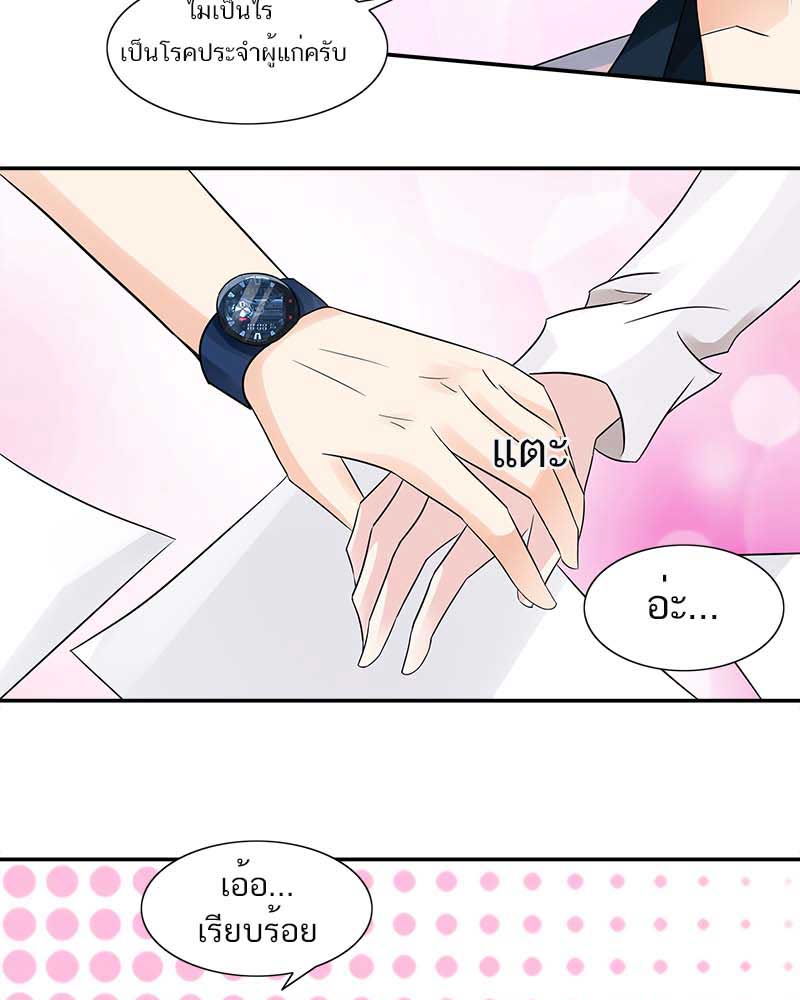 ไม่เป็นไร
เป็นโรคประจำผู้แก่ครับ
แตะ
อ่ะ...
เอ้อ...
เรียบร้อย